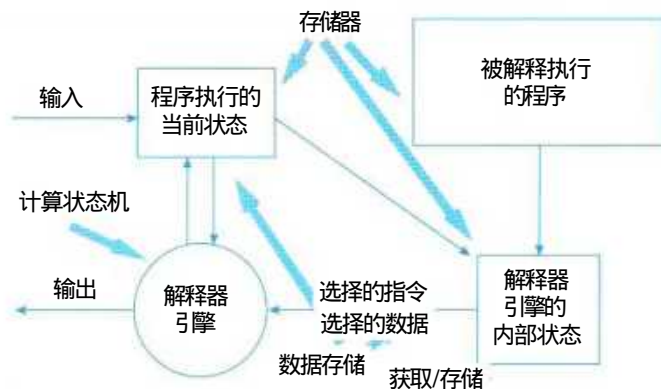 存储器
被解释执行
的程序
输入
程序执行的
当前状态
计算状态机
输出
解释器
引擎
选择的指令
选择的数据
数据存储
获取/存储
解释器
引擎的
内部状态